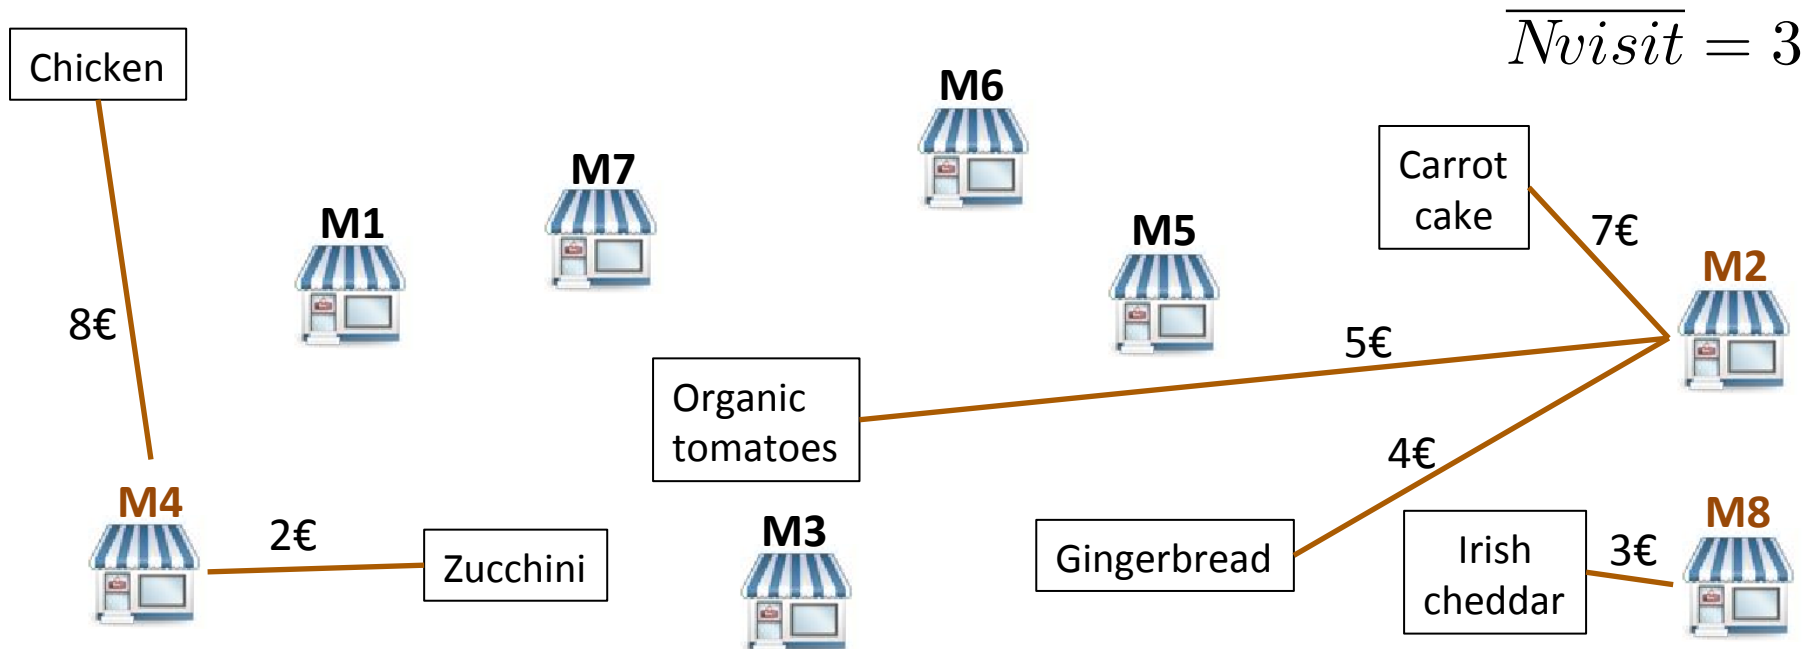 $\overline{Nvisit} = 3$
Chicken
M6
M7
Carrot
cake
M1
M5
7€
M2
8€
5€
Organic
tomatoes
4€
M4
2€
Zucchini
M3
Gingerbread
Irish
cheddar
3€
M8